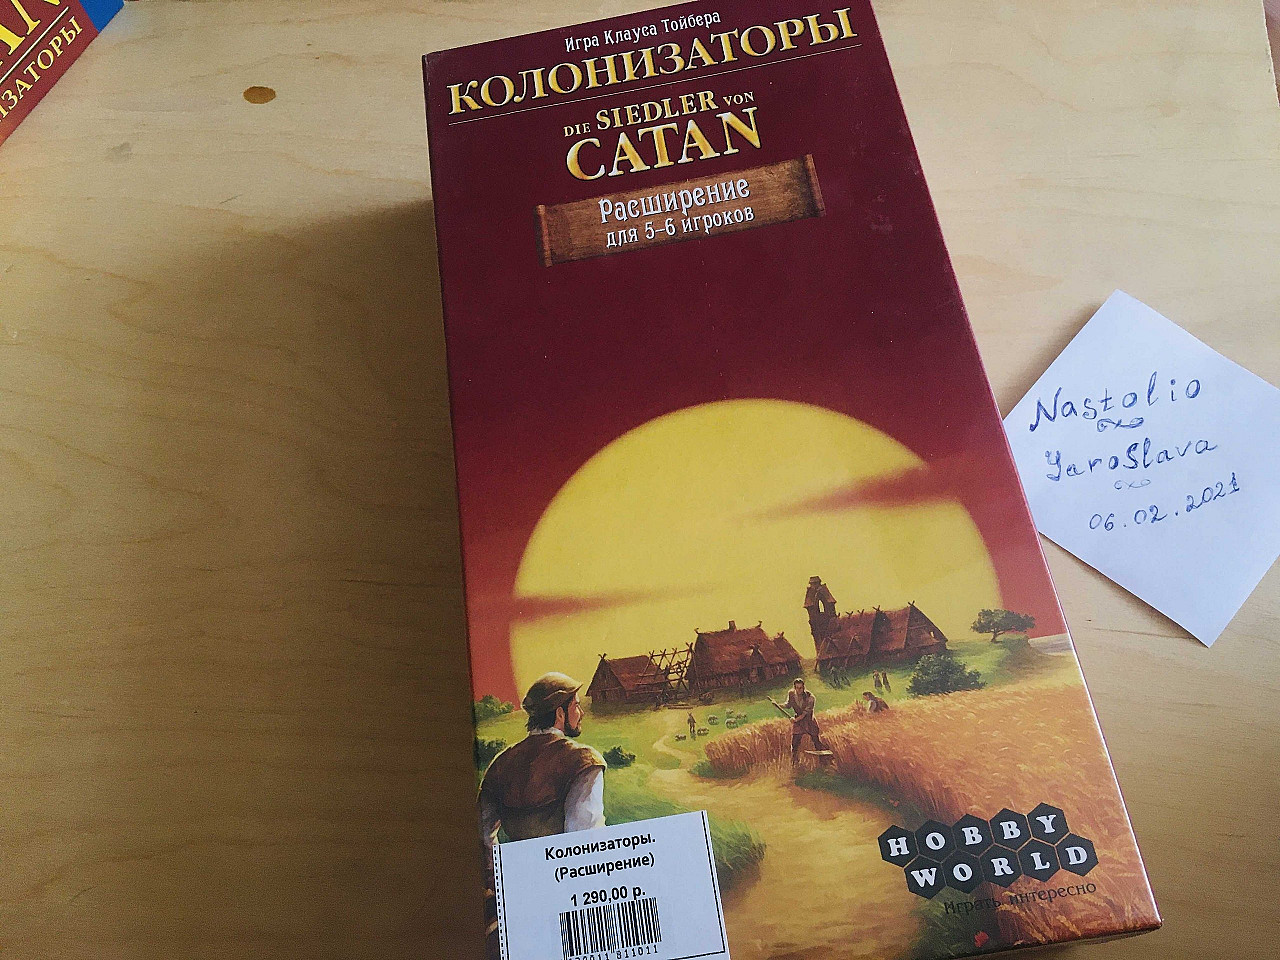 Игра Клауса Тойбера
КОЛОНИЗАТОРЫ
DIE SIEDLER VON
CATAN
Расширение
для 5-6 игроков
Nastolio
YaroSlava
06.02.2021
HOBBY
WORLD
Играть интересно
Колонизаторы.
(Расширение)
1 290,00 р.